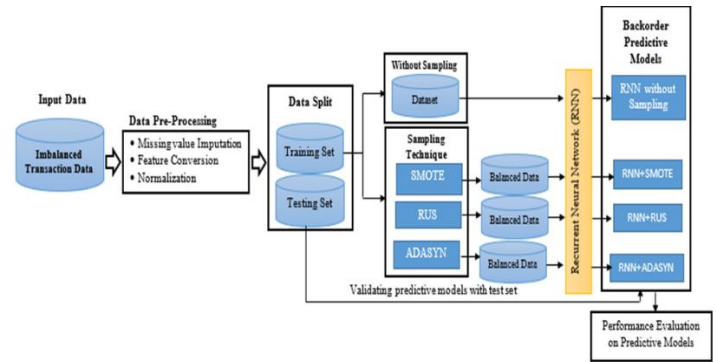 Input Data
Imbalanced
Transaction Data
Data Pre-Processing
• Missing value Imputation
• Feature Conversion
• Normalization
Data Split
Training Set
Testing Set
Without Sampling
Dataset
Sampling
Technique
SMOTE
RUS
ADASYN
Balanced Data
Balanced Data
Balanced Data
Recurrent Neural Network (RNN)
Backorder
Predictive
Models
RNN without
Sampling
RNN+SMOTE
RNN+RUS
RNN+ADASYN
Validating predictive models with test set
Performance Evaluation
on Predictive Models